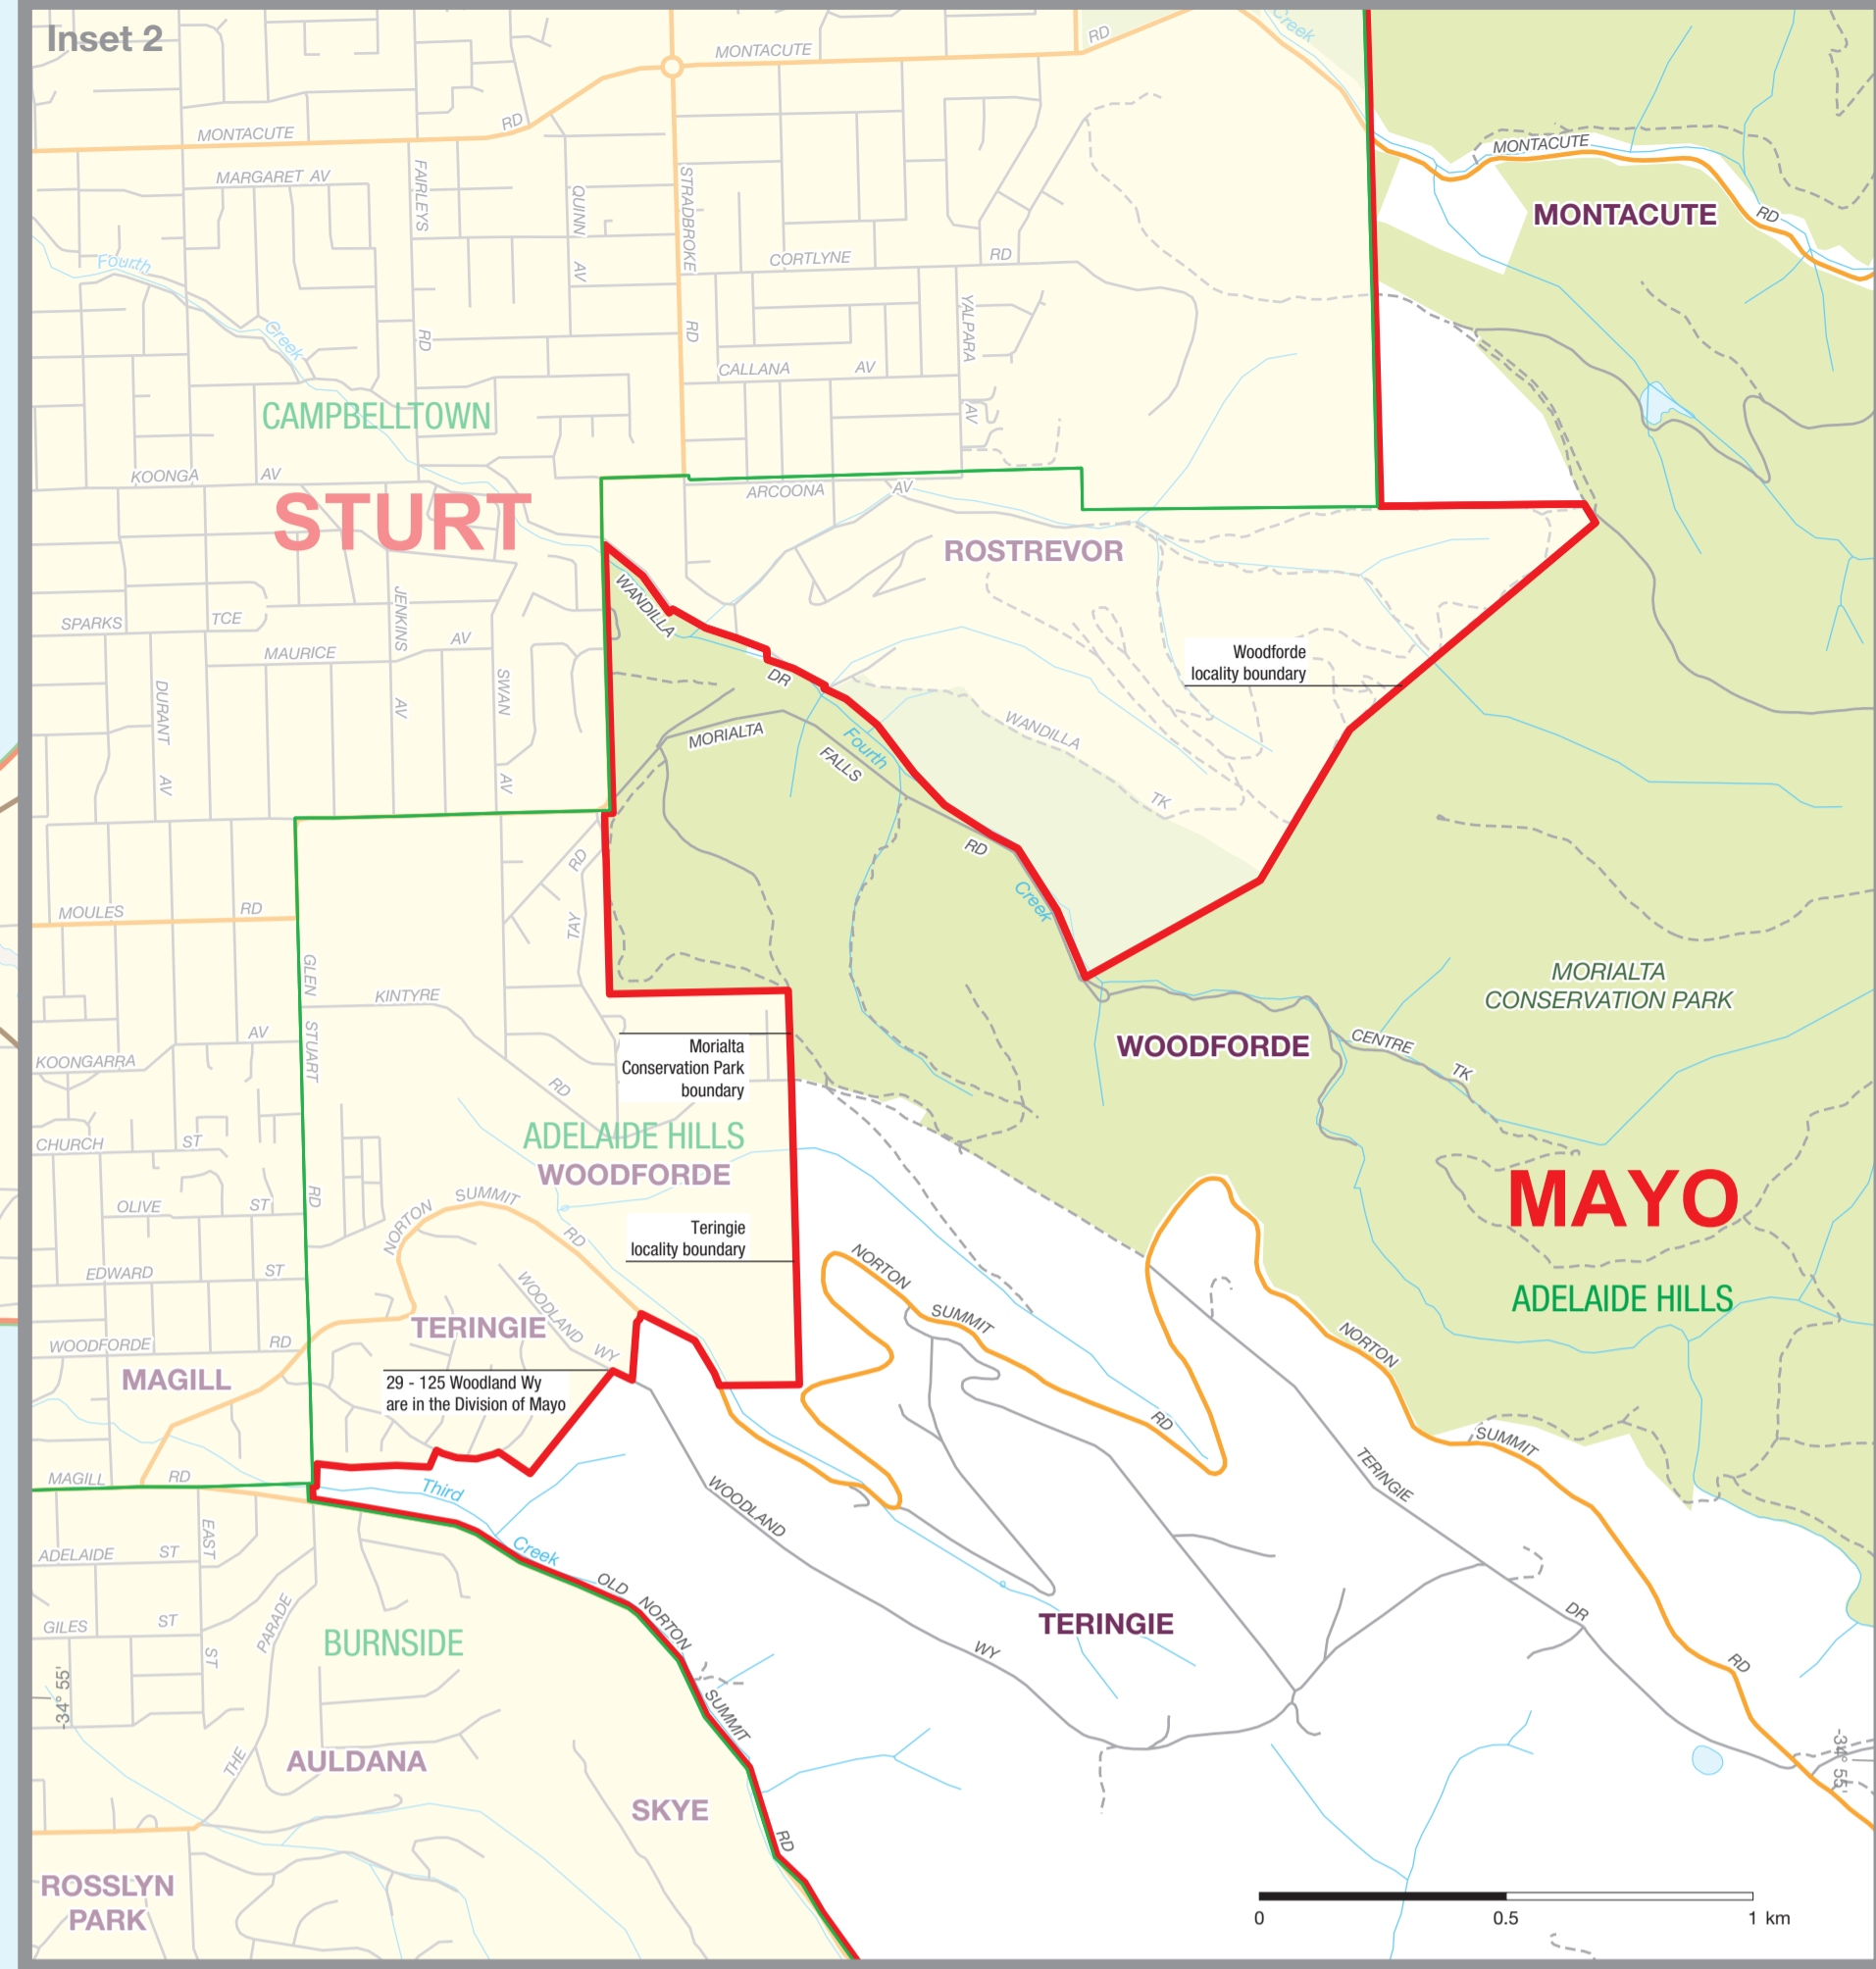 Inset 2
Creek
MONTACUTE
RD
MONTACUTE
RD
MONTACUTE
RD
MONTACUTE
MARGARET AV
FAIRLEYS
RD
QUINN
AV
STRADBROKE
RD
CORTLYNE
RD
Fourth
Creek
YALPARA
AV
CALLANA
AV
CAMPBELLTOWN
KOONGA
AV
STURT
ARCOONA
AV
ROSTREVOR
WANDILLA
DR
SPARKS
TCE
JENKINS
AV
MAURICE
AV
SWAN
AV
DURANT
AV
Woodforde
locality boundary
MORIALTA
FALLS
RD
Fourth
Creek
WANDILLA
TK
MOULES
RD
RD
TAY
GLEN
STUART
RD
KINTYRE
RD
MORIALTA
CONSERVATION PARK
WOODFORDE
CENTRE
TK
KOONGARRA
AV
Morialta
Conservation Park
boundary
CHURCH
ST
ADELAIDE HILLS
WOODFORDE
MAYO
ADELAIDE HILLS
OLIVE
ST
NORTON
SUMMIT
RD
Teringie
locality boundary
EDWARD
ST
WOODLAND
WY
NORTON
SUMMIT
RD
NORTON
SUMMIT
RD
TERINGIE
WOODFORDE
RD
MAGILL
29 - 125 Woodland Wy
are in the Division of Mayo
MAGILL
RD
Third
Creek
WOODLAND
WY
TERINGIE
DR
ADELAIDE
ST
EAST
ST
OLD
NORTON
SUMMIT
RD
GILES
ST
PARADE
THE
BURNSIDE
TERINGIE
-34° 55'
-34° 55'
AULDANA
SKYE
ROSSLYN
PARK
0
0.5
1 km